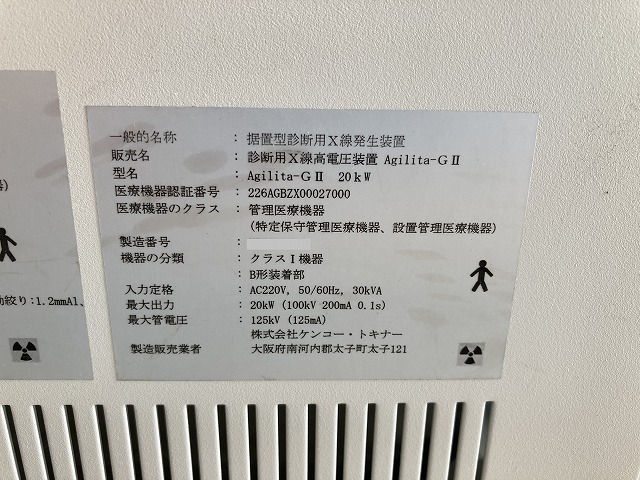 一般的名称 : 据置型診断用X線発生装置
販売名 : 診断用X線高電圧装置 Agilita-GⅡ
型名 : Agilita-GⅡ 20kW
医療機器認証番号 : 226AGBZX00027000
医療機器のクラス : 管理医療機器
(特定保守管理医療機器、設置管理医療機器)
製造番号 :
機器の分類 : クラスⅠ機器
: B形装着部
入力定格 : AC220V, 50/60Hz, 30kVA
最大出力 : 20kW (100kV 200mA 0.1s)
最大管電圧 : 125kV (125mA)
株式会社ケンコー・トキナー
製造販売業者 大阪府南河内郡太子町太子121
絞り:1.2mmAl、